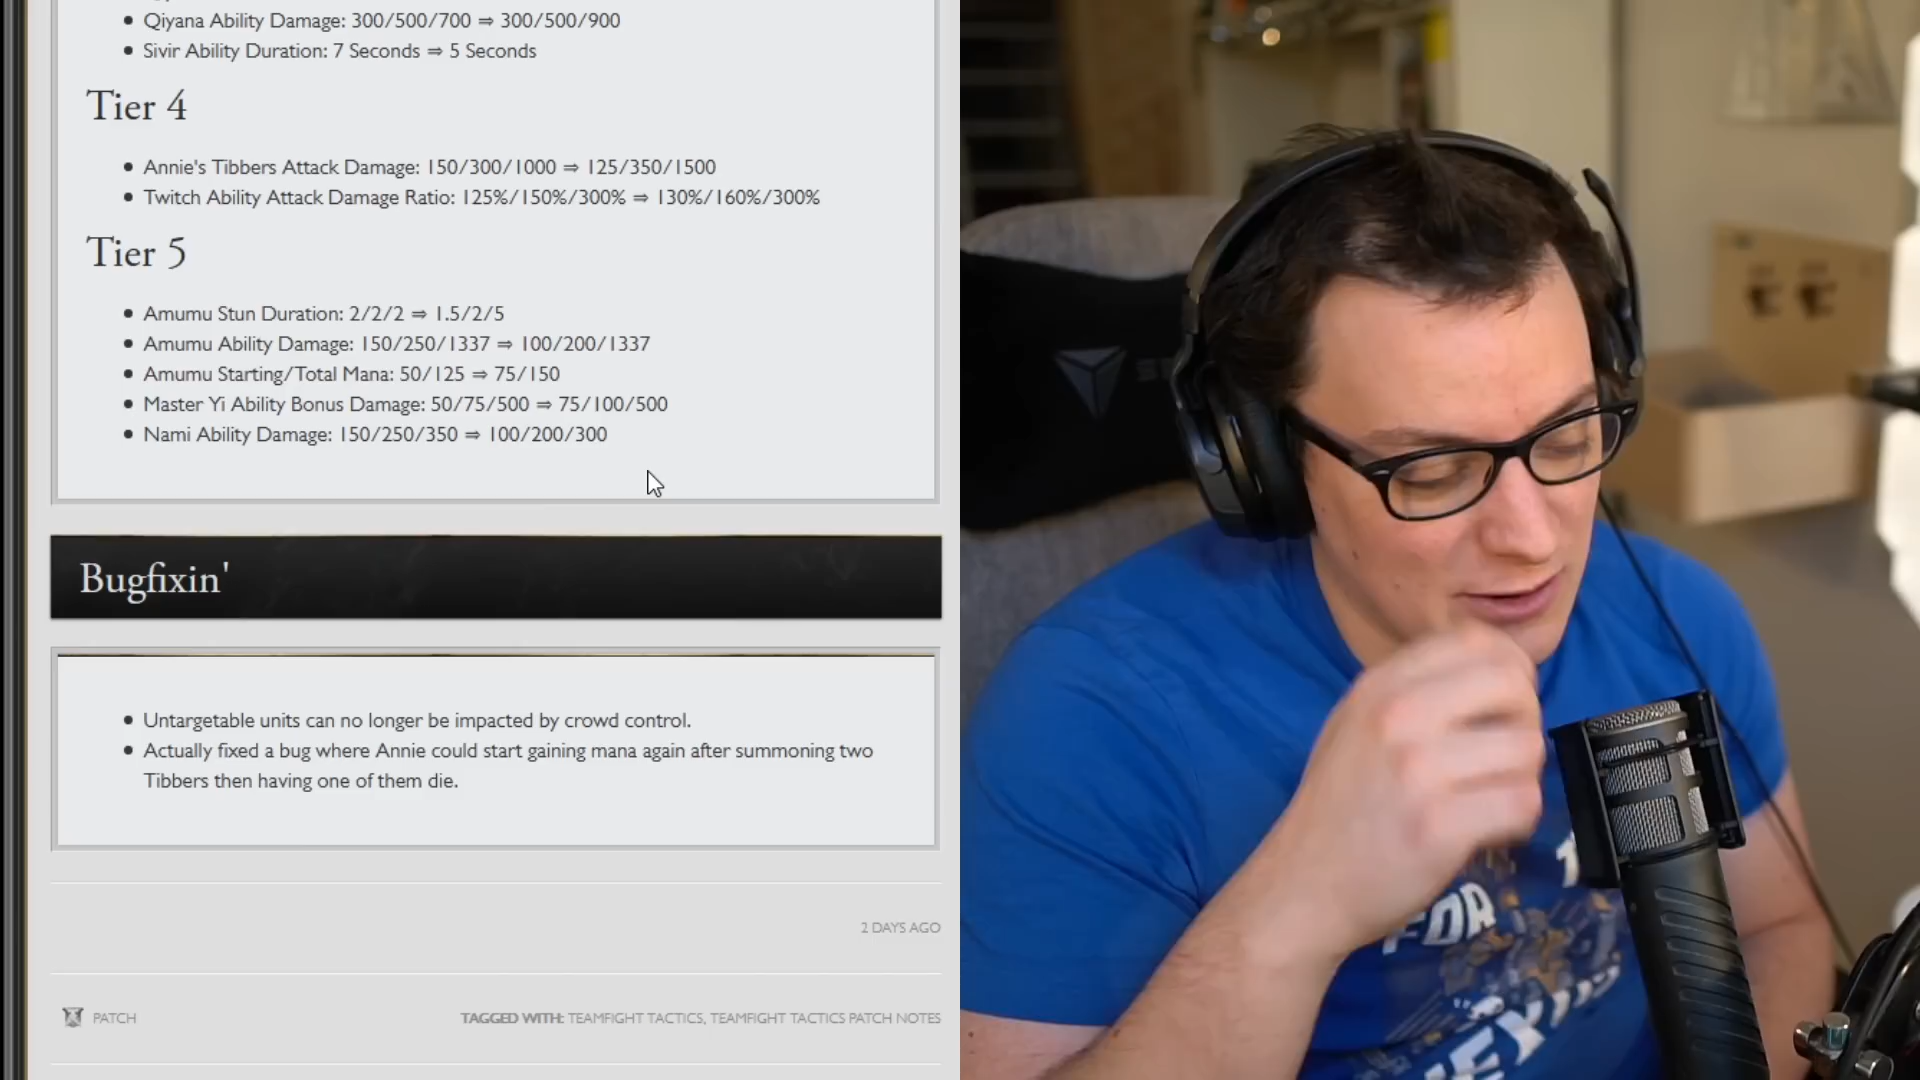 Qiyana Ability Damage: 300/500/700 ⇒ 300/500/900
Sivir Ability Duration: 7 Seconds ⇒ 5 Seconds
Tier 4
Annie's Tibbers Attack Damage: 150/300/1000 ⇒ 125/350/1500
Twitch Ability Attack Damage Ratio: 125%/150%/300% ⇒ 130%/160%/300%
Tier 5
Amumu Stun Duration: 2/2/2 ⇒ 1.5/2/5
Amumu Ability Damage: 150/250/1337 ⇒ 100/200/1337
Amumu Starting/Total Mana: 50/125 ⇒ 75/150
Master Yi Ability Bonus Damage: 50/75/500 ⇒ 75/100/500
Nami Ability Damage: 150/250/350 ⇒ 100/200/300
Bugfixin'
Untargetable units can no longer be impacted by crowd control.
Actually fixed a bug where Annie could start gaining mana again after summoning two
Tibbers then having one of them die.
2 DAYS AGO
PATCH
TAGGED WITH: TEAMFIGHT TACTICS, TEAMFIGHT TACTICS PATCH NOTES
FOR